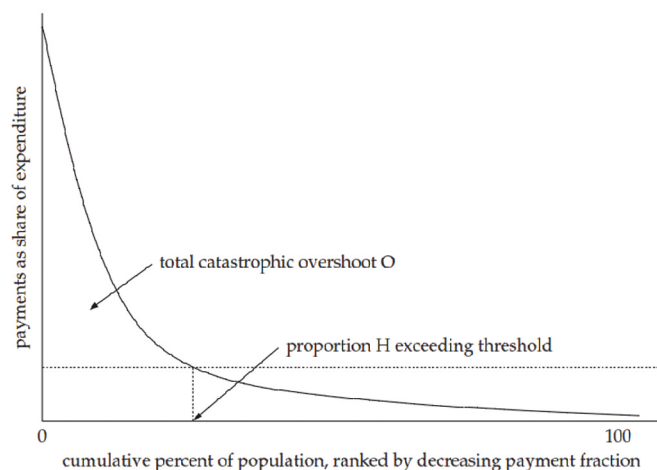 payments as share of expenditure
total catastrophic overshoot O
proportion H exceeding threshold
0
100
cumulative percent of population, ranked by decreasing payment fraction